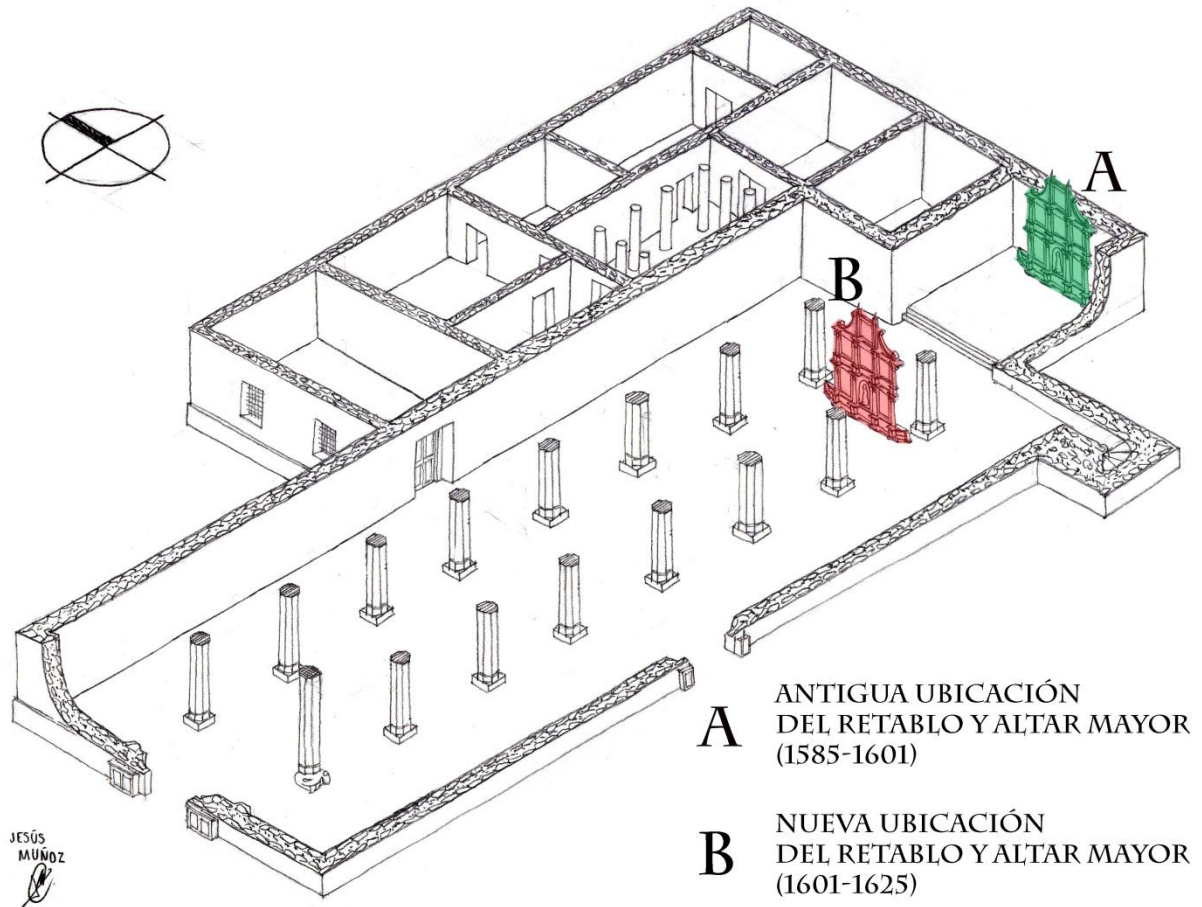 A
B
A
ANTIGUA UBICACIÓN
DEL RETABLO Y ALTAR MAYOR
(1585-1601)
B
NUEVA UBICACIÓN
DEL RETABLO Y ALTAR MAYOR
(1601-1625)
JESÚS
MUÑOZ